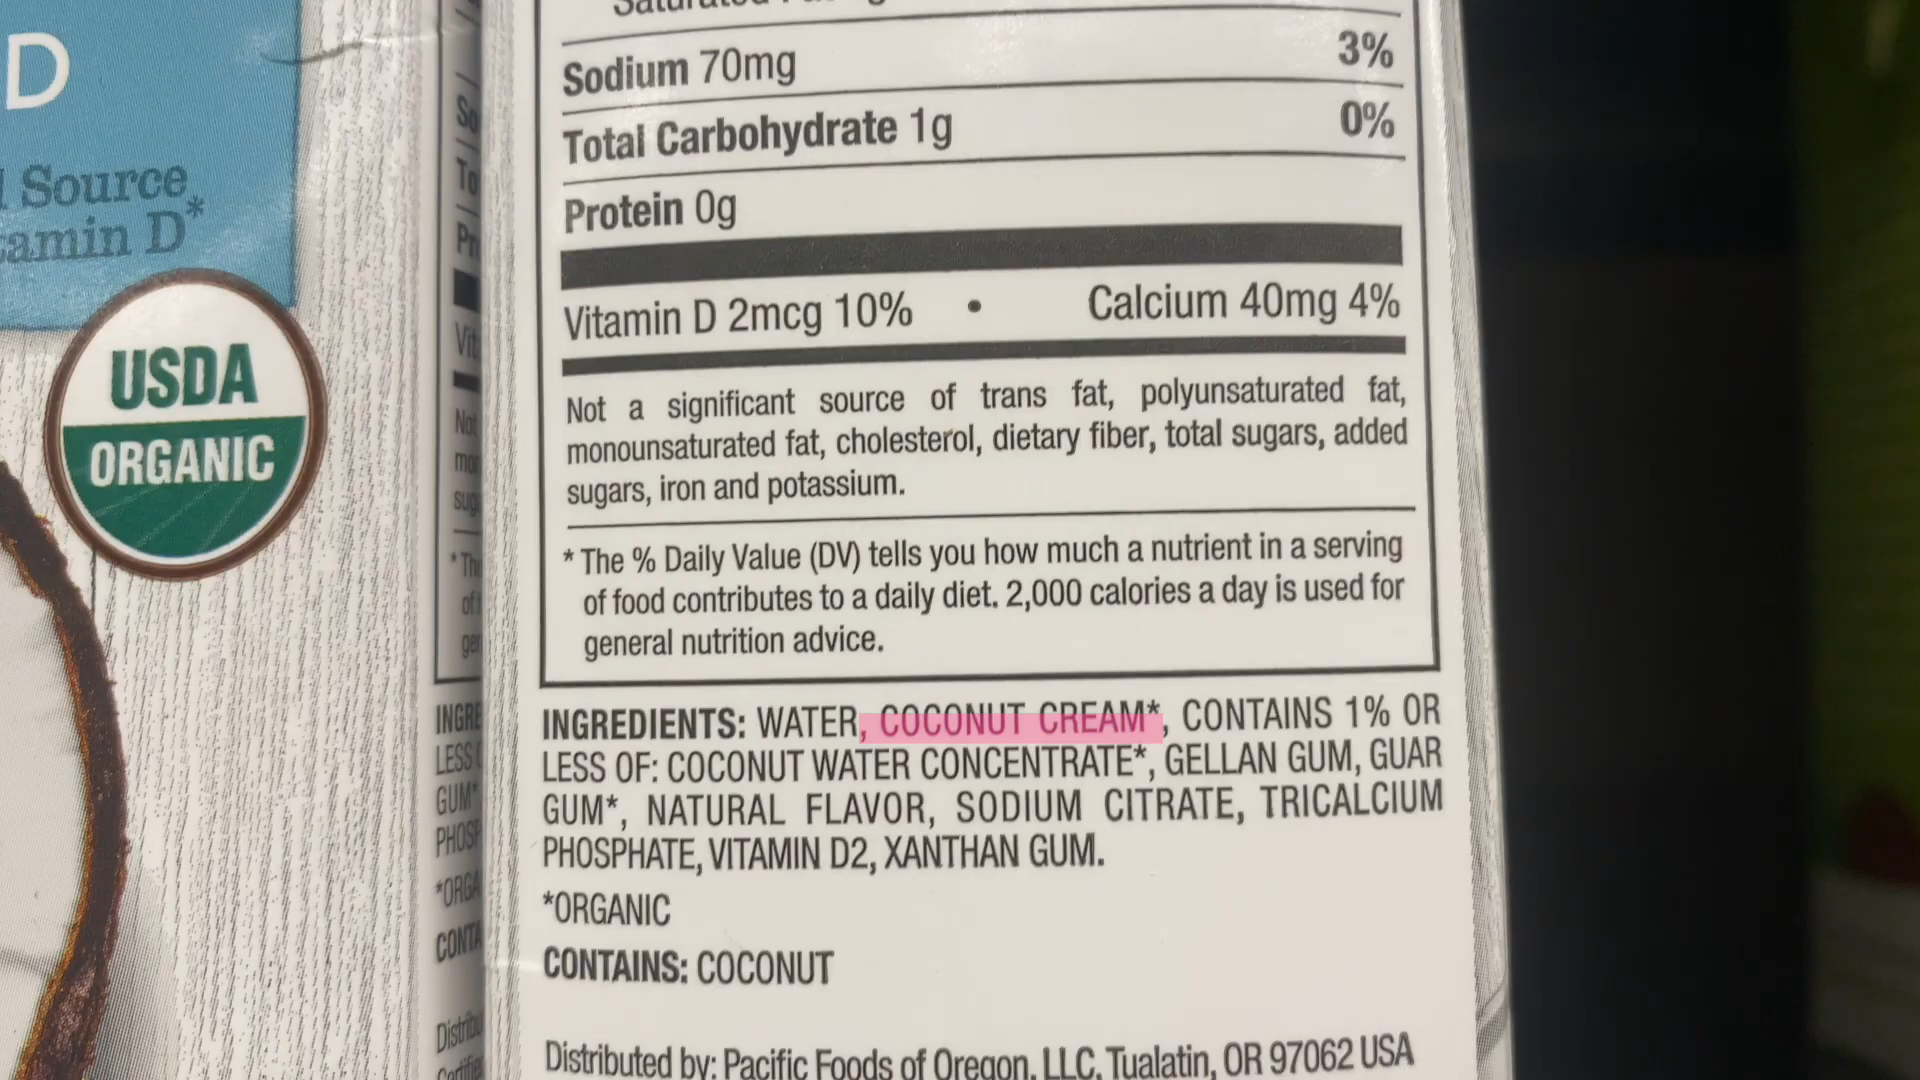 D
Source
amin D*
USDA
ORGANIC
Sodium 70mg 3%
Total Carbohydrate 1g 0%
Protein 0g
Vitamin D 2mcg 10% • Calcium 40mg 4%
Not a significant source of trans fat, polyunsaturated fat,
monounsaturated fat, cholesterol, dietary fiber, total sugars, added
sugars, iron and potassium.
* The % Daily Value (DV) tells you how much a nutrient in a serving
of food contributes to a daily diet. 2,000 calories a day is used for
general nutrition advice.
INGREDIENTS: WATER, COCONUT CREAM*, CONTAINS 1% OR
LESS OF: COCONUT WATER CONCENTRATE*, GELLAN GUM, GUAR
GUM*, NATURAL FLAVOR, SODIUM CITRATE, TRICALCIUM
PHOSPHATE, VITAMIN D2, XANTHAN GUM.
*ORGANIC
CONTAINS: COCONUT
Distributed by: Pacific Foods of Oregon, LLC, Tualatin, OR 97062 USA